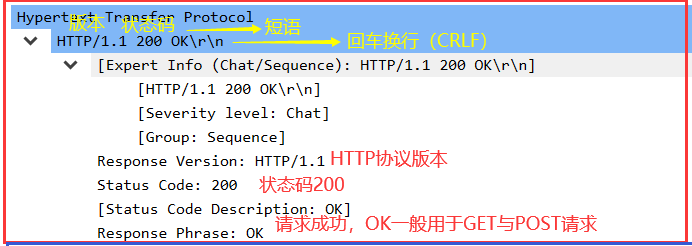 Hypertext Transfer Protocol
版本 状态码 短语
HTTP/1.1 200 OK\r\n 回车换行（CRLF）
[Expert Info (Chat/Sequence): HTTP/1.1 200 OK\r\n]
[HTTP/1.1 200 OK\r\n]
[Severity level: Chat]
[Group: Sequence]
Response Version: HTTP/1.1 HTTP协议版本
Status Code: 200 状态码200
[Status Code Description: OK]
Response Phrase: OK 请求成功，OK一般用于GET与POST请求